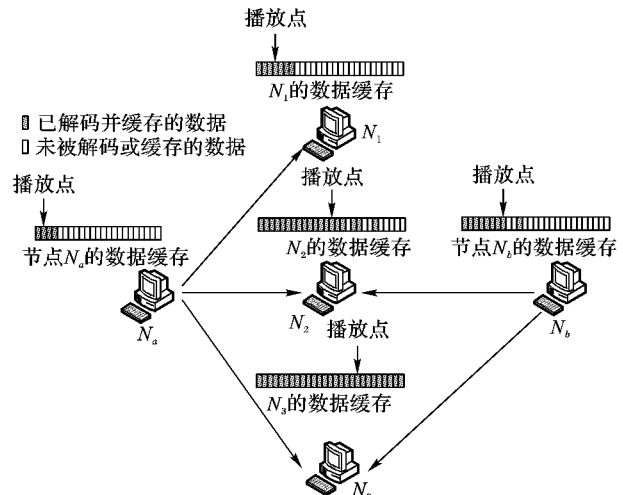 播放点
N₁的数据缓存
N₁
已解码并缓存的数据
未被解码或缓存的数据
播放点
播放点
播放点
节点Nₐ的数据缓存
N₂的数据缓存
节点N_b的数据缓存
Nₐ
N₂
播放点
N_b
N₃的数据缓存